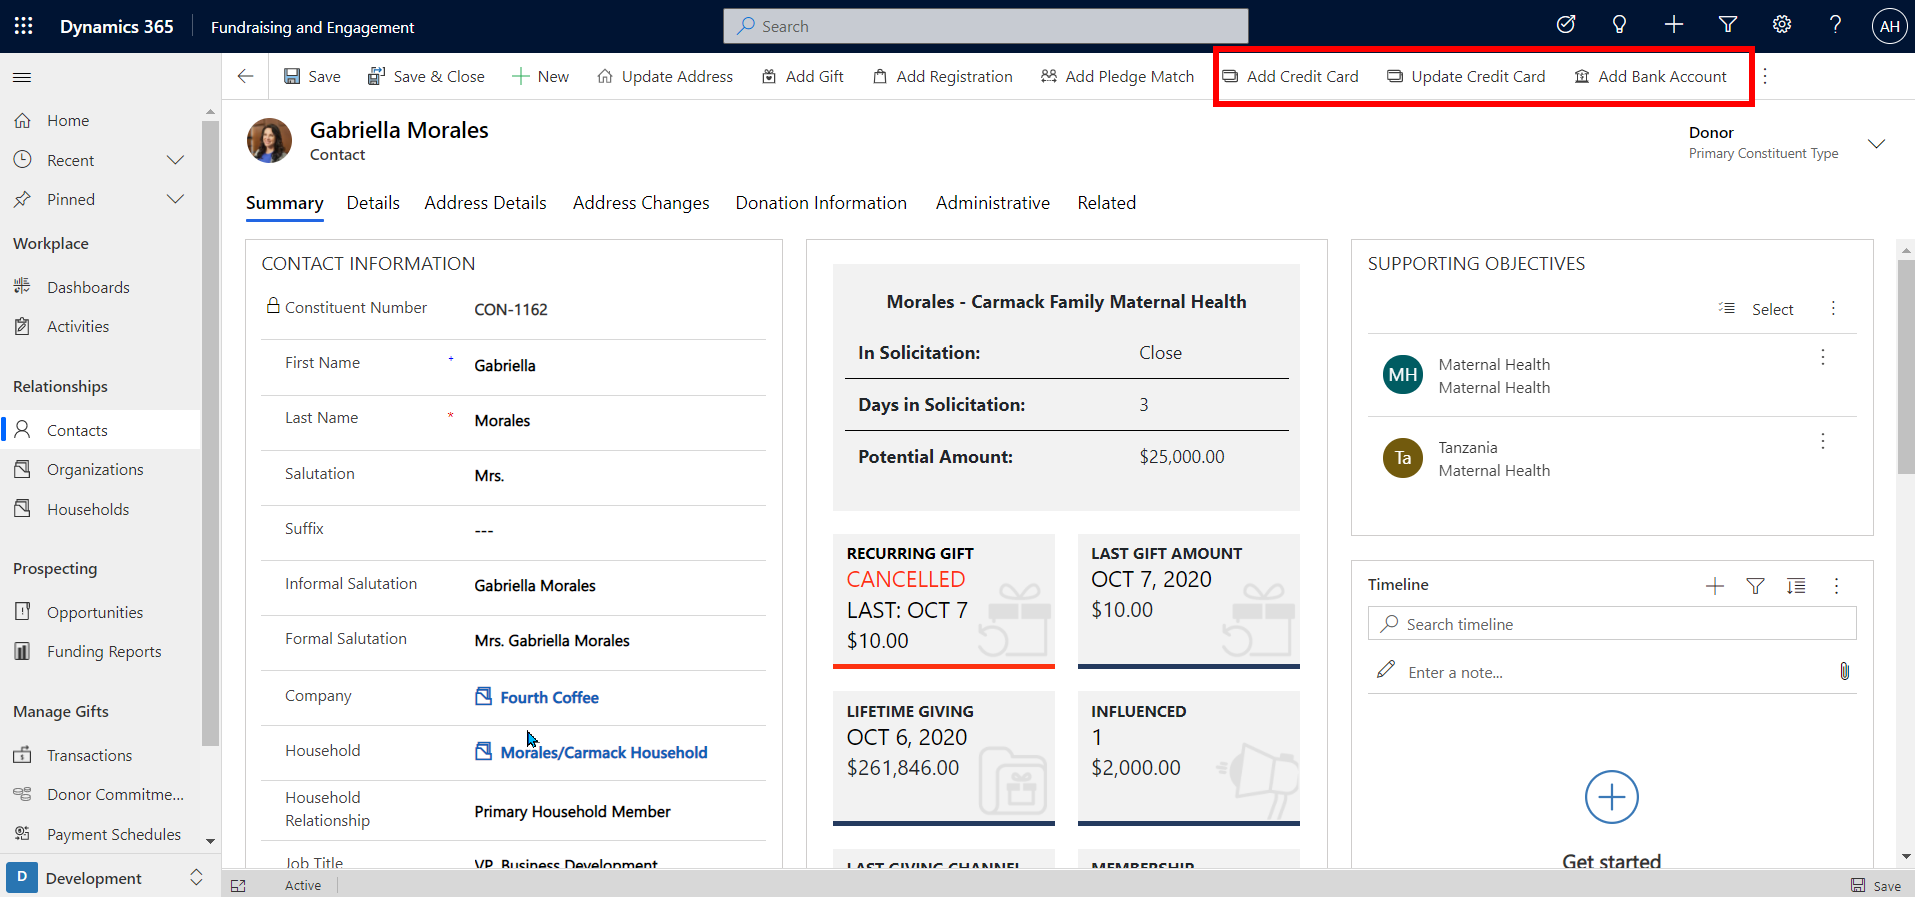 Dynamics 365
Fundraising and Engagement
Search
AH
Save
Save & Close
New
Update Address
Add Gift
Add Registration
Add Pledge Match
Add Credit Card
Update Credit Card
Add Bank Account
Home
Recent
Pinned
Workplace
Dashboards
Activities
Relationships
Contacts
Organizations
Households
Prospecting
Opportunities
Funding Reports
Manage Gifts
Transactions
Donor Commitme...
Payment Schedules
D
Development
Gabriella Morales
Contact
Donor
Primary Constituent Type
Summary
Details
Address Details
Address Changes
Donation Information
Administrative
Related
CONTACT INFORMATION
Constituent Number
CON-1162
First Name
+
Gabriella
Last Name
*
Morales
Salutation
Mrs.
Suffix
---
Informal Salutation
Gabriella Morales
Formal Salutation
Mrs. Gabriella Morales
Company
Fourth Coffee
Household
Morales/Carmack Household
Household
Relationship
Primary Household Member
Job Title
VP, Business Development
Morales - Carmack Family Maternal Health
In Solicitation:
Close
Days in Solicitation:
3
Potential Amount:
$25,000.00
RECURRING GIFT
CANCELLED
LAST: OCT 7
$10.00
LAST GIFT AMOUNT
OCT 7, 2020
$10.00
LIFETIME GIVING
OCT 6, 2020
$261,846.00
INFLUENCED
1
$2,000.00
LAST GIVING CHANNEL
MEMBERSHIP
SUPPORTING OBJECTIVES
Select
MH
Maternal Health
Maternal Health
Ta
Tanzania
Maternal Health
Timeline
Search timeline
Enter a note...
Get started
Active
Save